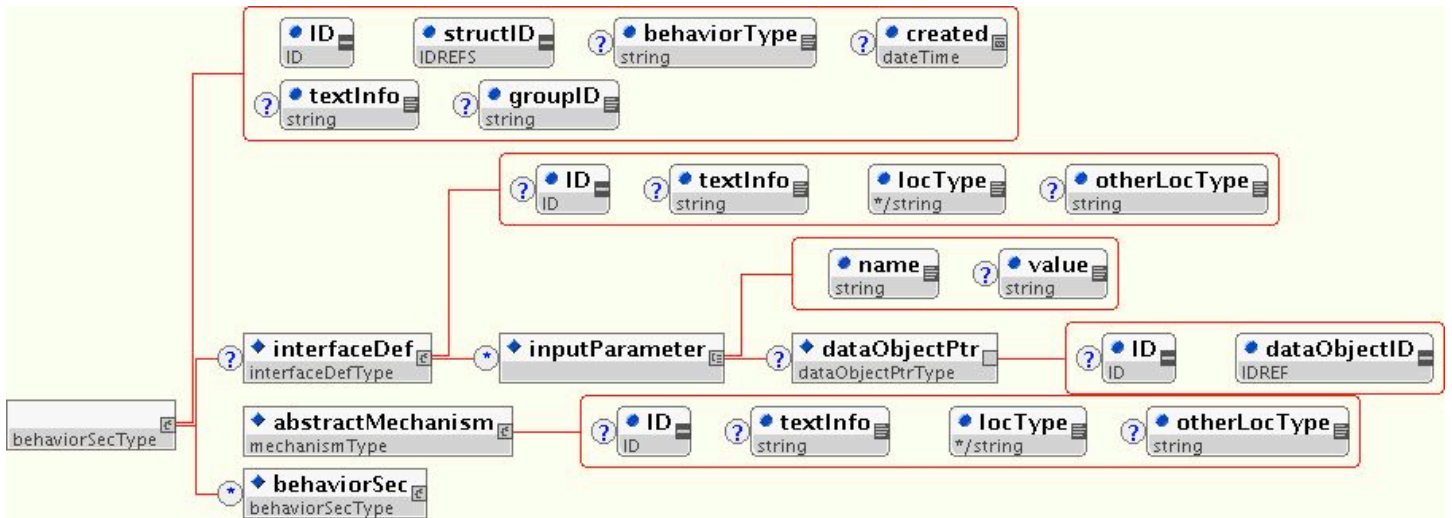 ID structID ? behaviorType ? created
ID IDREFS string dateTime
? textInfo ? groupID
string string
? ID ? textInfo locType ? otherLocType
ID string */string string
name ? value
string string
? interfaceDef * inputParameter ? dataObjectPtr ? ID dataObjectID
interfaceDefType dataObjectPtrType ID IDREF
abstractMechanism ? ID ? textInfo locType ? otherLocType
behaviorSecType mechanismType ID string */string string
* behaviorSec
behaviorSecType